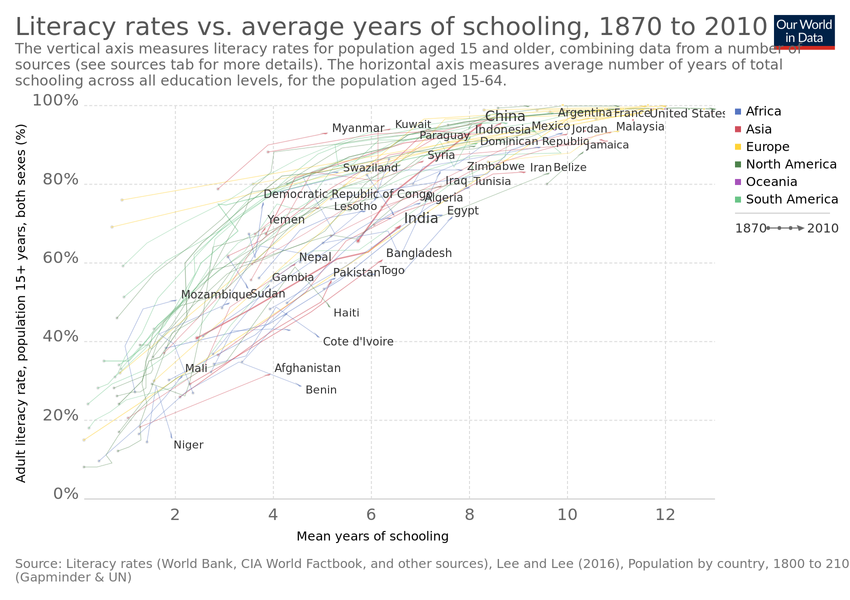 Literacy rates vs. average years of schooling, 1870 to 2010
Our World
in Data
The vertical axis measures literacy rates for population aged 15 and older, combining data from a number of
sources (see sources tab for more details). The horizontal axis measures average number of years of total
schooling across all education levels, for the population aged 15-64.
Adult literacy rate, population 15+ years, both sexes (%)
100%
80%
60%
40%
20%
0%
China
Argentina
France
United States
Myanmar
Kuwait
Paraguay
Indonesia
Mexico
Jordan
Malaysia
Dominican Republic
Jamaica
Syria
Swaziland
Zimbabwe
Iran
Belize
Iraq
Tunisia
Democratic Republic of Congo
Algeria
Lesotho
Egypt
Yemen
India
Nepal
Bangladesh
Gambia
Pakistan
Togo
Mozambique
Sudan
Haiti
Cote d'Ivoire
Mali
Afghanistan
Benin
Niger
2
4
6
8
10
12
Mean years of schooling
Africa
Asia
Europe
North America
Oceania
South America
1870
2010
Source: Literacy rates (World Bank, CIA World Factbook, and other sources), Lee and Lee (2016), Population by country, 1800 to 210
(Gapminder & UN)